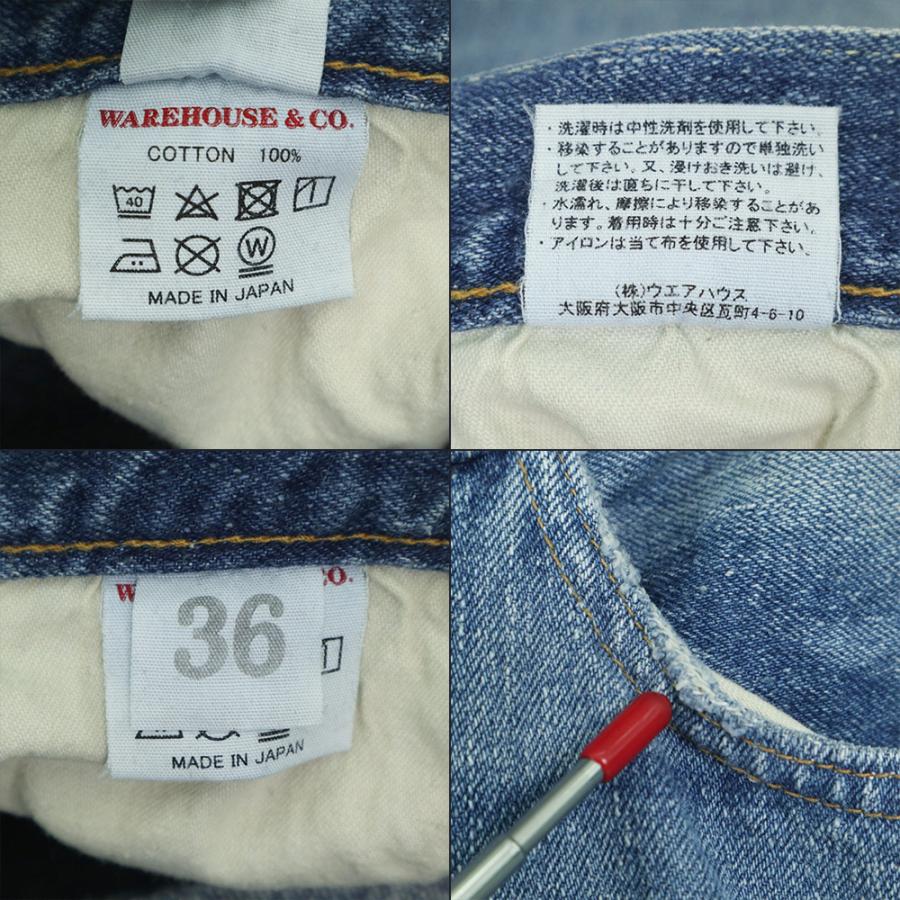 WAREHOUSE & CO.
COTTON 100%
40
W
MADE IN JAPAN
・洗濯時は中性洗剤を使用して下さい。
・移染することがありますので単独洗い
して下さい。又、浸けおき洗いは避け、
洗濯後は直ちに干して下さい。
・水濡れ、摩擦により移染することがあ
ります。着用時は十分ご注意下さい。
・アイロンは当て布を使用して下さい。
(株)ウエアハウス
大阪府大阪市中央区瓦町4-6-10
W
CO.
36
MADE IN JAPAN